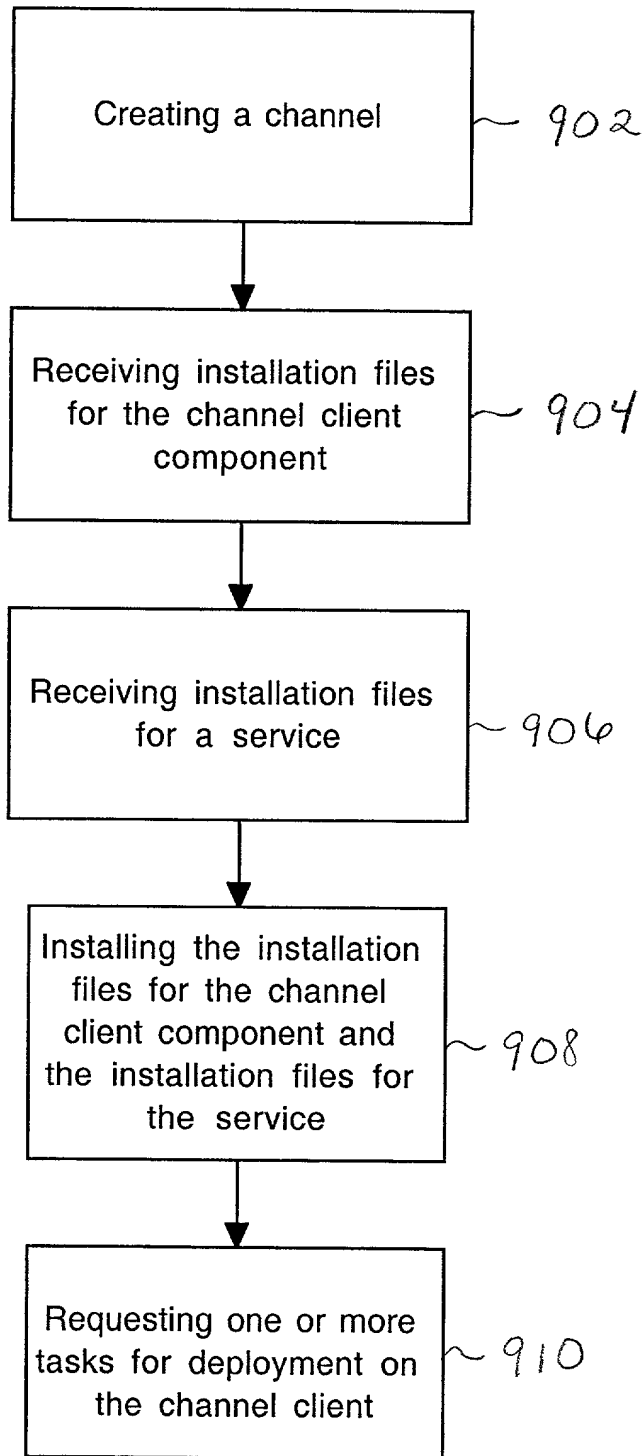 Creating a channel
902
Receiving installation files
for the channel client
component
904
Receiving installation files
for a service
906
Installing the installation
files for the channel
client component and
the installation files for
the service
908
Requesting one or more
tasks for deployment on
the channel client
910